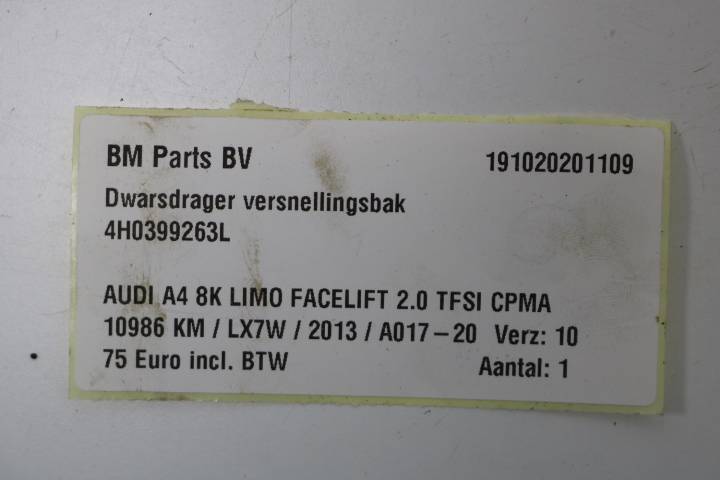 BM Parts BV 191020201109
Dwarsdrager versnellingsbak
4H0399263L
AUDI A4 8K LIMO FACELIFT 2.0 TFSI CPMA
10986 KM / LX7W / 2013 / A017-20 Verz: 10
75 Euro incl. BTW Aantal: 1